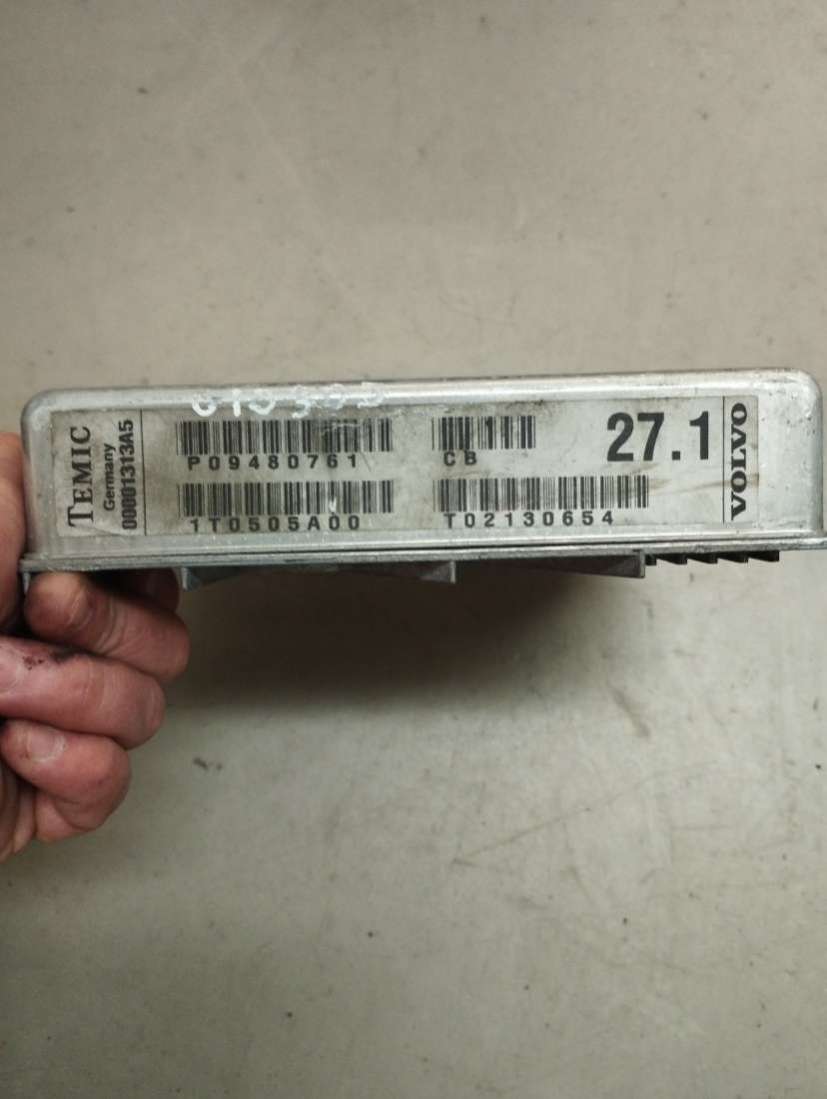 TEMIC
Germany
00001313A5
P09480761
CB
27.1
1T0505A00
T02130654
VOLVO